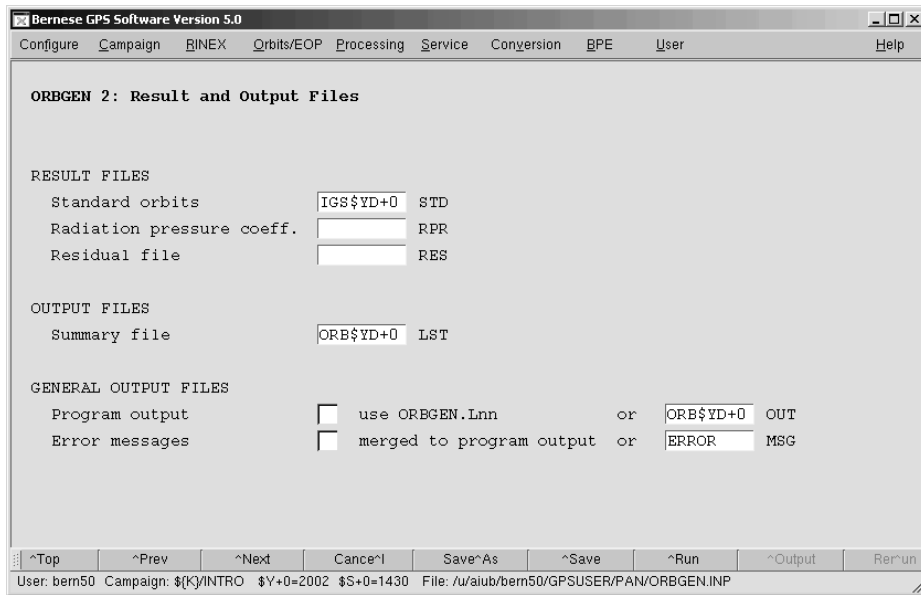 Bernese GPS Software Version 5.0
Configure Campaign RINEX Orbits/EOP Processing Service Conversion BPE User Help
ORBGEN 2: Result and Output Files
RESULT FILES
Standard orbits IGS$YD+0 STD
Radiation pressure coeff. RPR
Residual file RES
OUTPUT FILES
Summary file ORB$YD+0 LST
GENERAL OUTPUT FILES
Program output use ORBGEN.Lnn or ORB$YD+0 OUT
Error messages merged to program output or ERROR MSG
^Top ^Prev ^Next Cance^l Save^As ^Save ^Run ^Output Rer^un
User: bern50 Campaign: ${K}/INTRO $Y+0=2002 $S+0=1430 File: /u/aiub/bern50/GPSUSER/PAN/ORBGEN.INP